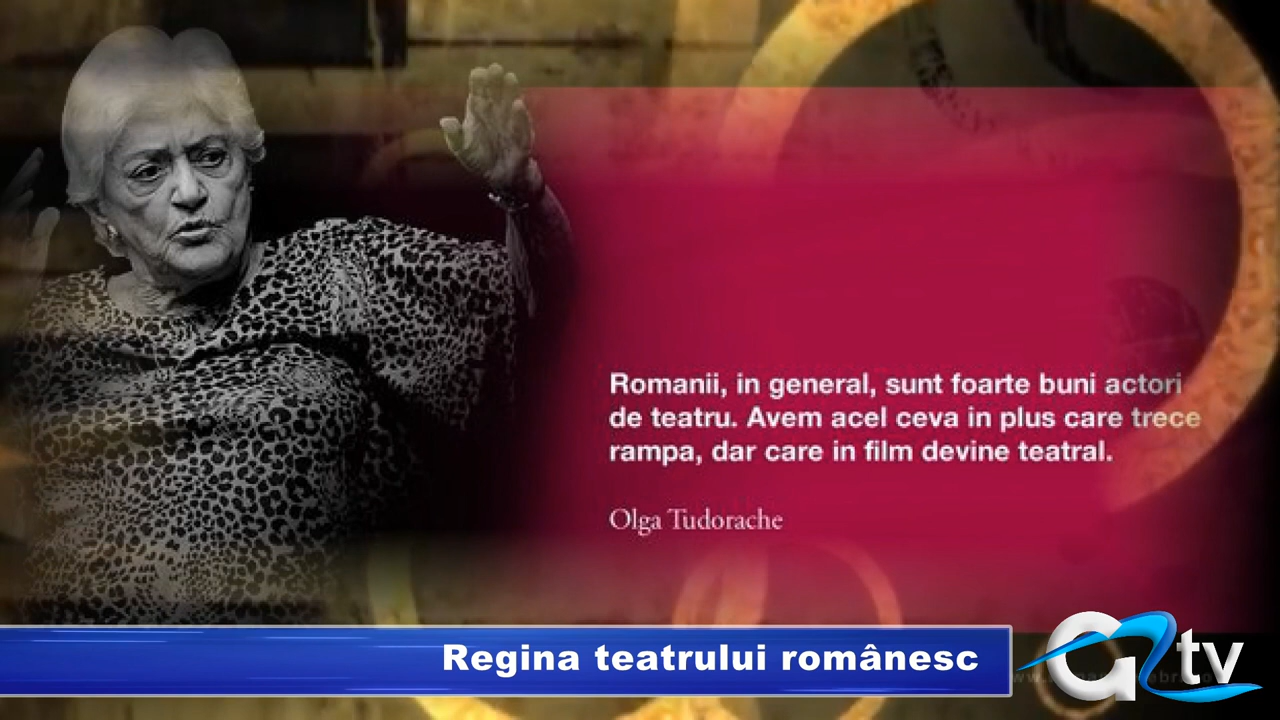 Romanii, in general, sunt foarte buni actori
de teatru. Avem acel ceva in plus care trece
rampa, dar care in film devine teatral.
Olga Tudorache
Regina teatrului românesc
a2tv